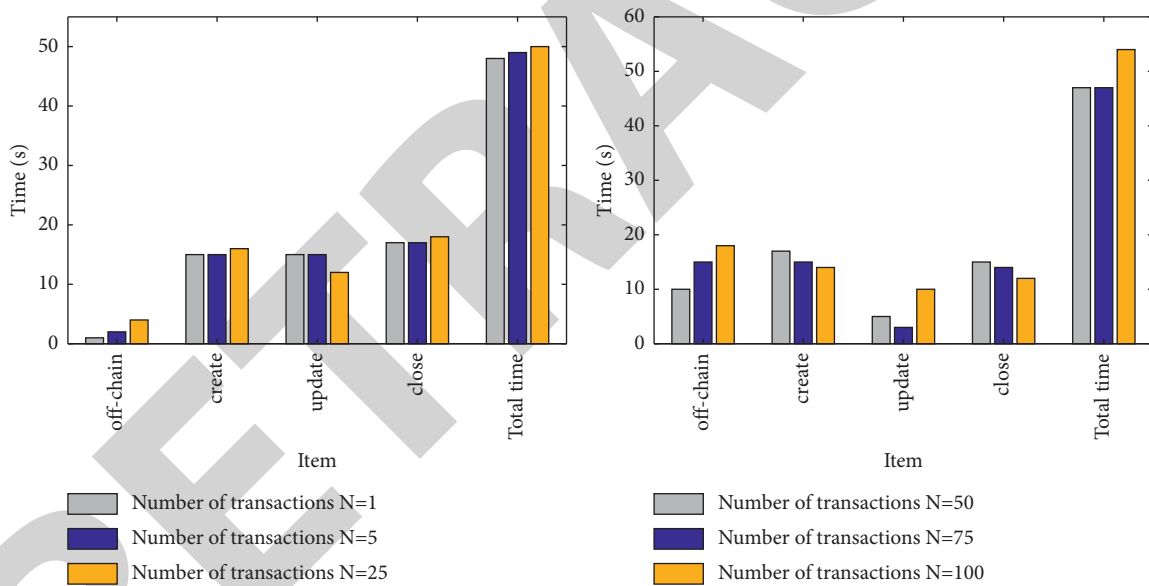 50
40
30
20
10
0
Time (s)
off-chain
create
update
close
Total time
Item
Number of transactions N=1
Number of transactions N=5
Number of transactions N=25
60
50
40
30
20
10
0
Time (s)
off-chain
create
update
close
Total time
Item
Number of transactions N=50
Number of transactions N=75
Number of transactions N=100